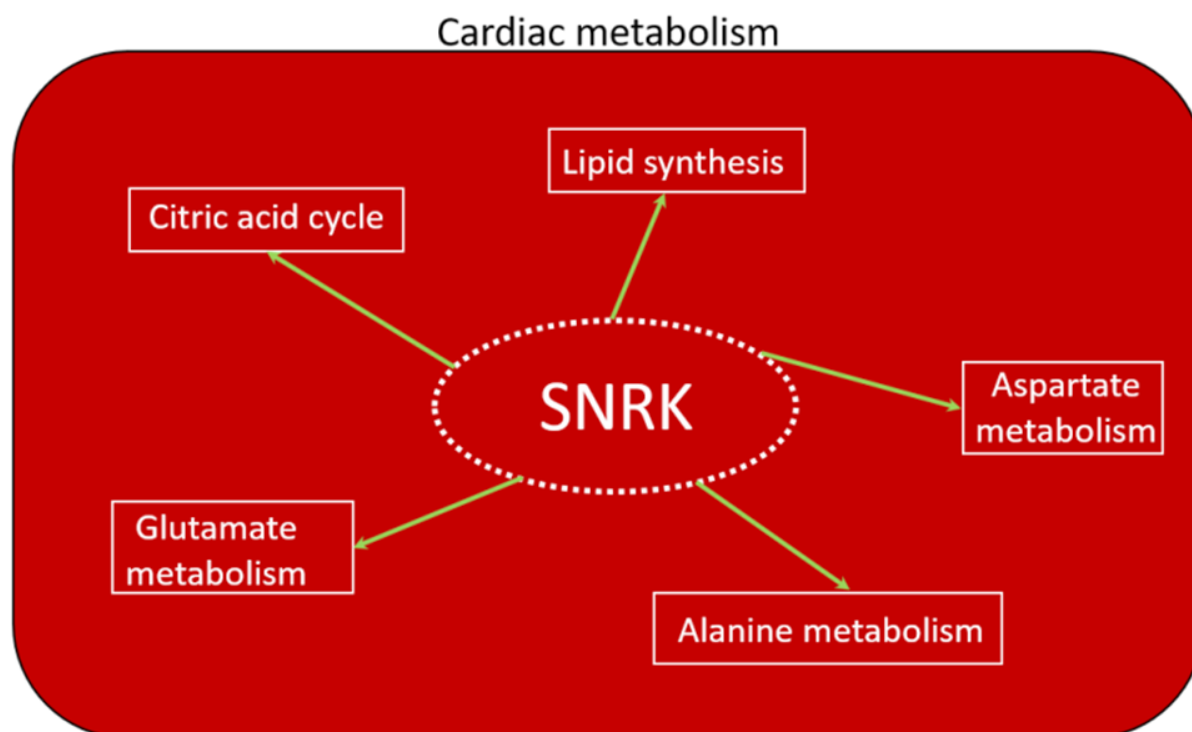 Cardiac metabolism
Lipid synthesis
Citric acid cycle
SNRK
Aspartate
metabolism
Glutamate
metabolism
Alanine metabolism